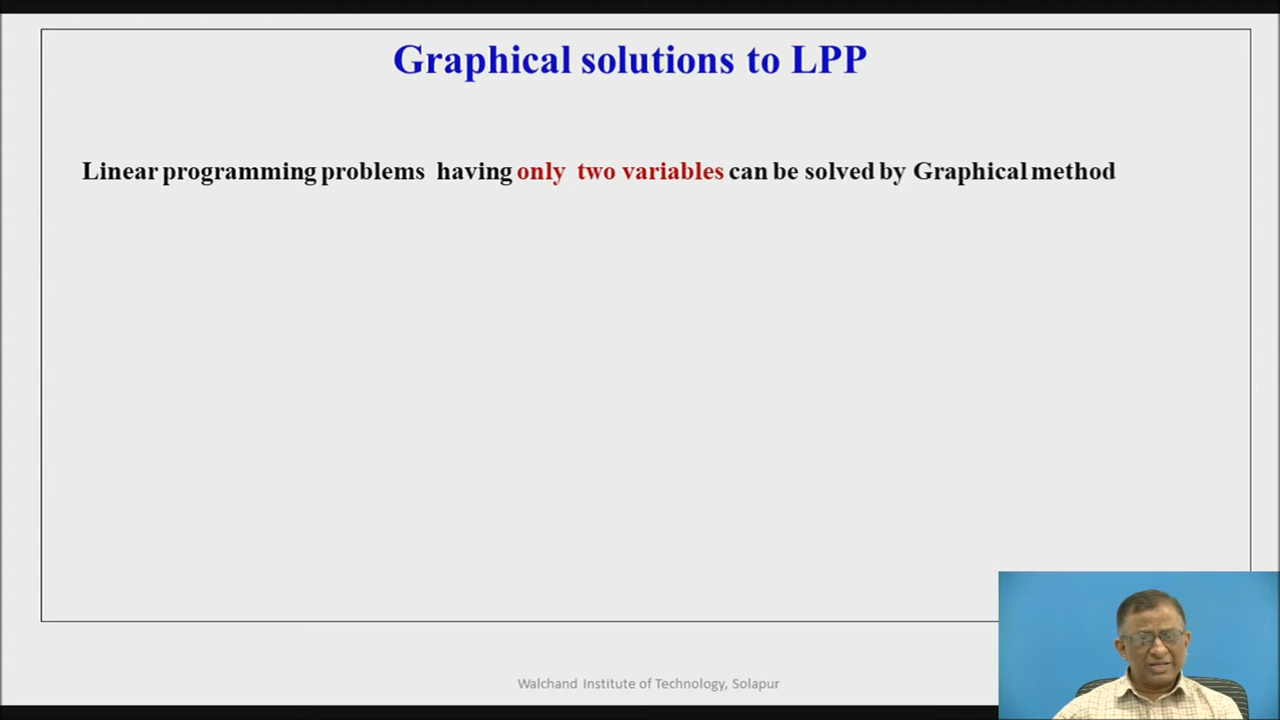 Graphical solutions to LPP
Linear programming problems having only two variables can be solved by Graphical method
Walchand Institute of Technology, Solapur